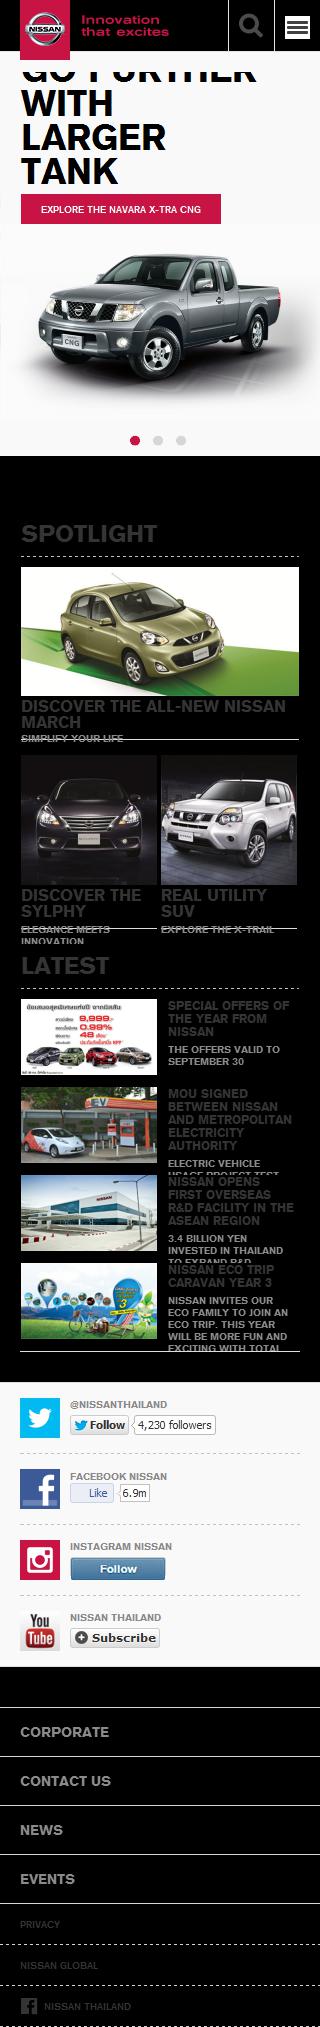 NISSAN
Innovation
that excites
GO FURTHER
WITH
LARGER
TANK
EXPLORE THE NAVARA X-TRA CNG
CNG
SPOTLIGHT
DISCOVER THE ALL-NEW NISSAN
MARCH
SIMPLIFY YOUR LIFE
DISCOVER THE
SYLPHY
ELEGANCE MEETS
INNOVATION
REAL UTILITY
SUV
EXPLORE THE X-TRAIL
LATEST
9,999.-
0.99%
48
SPECIAL OFFERS OF
THE YEAR FROM
NISSAN
THE OFFERS VALID TO
SEPTEMBER 30
EV
MOU SIGNED
BETWEEN NISSAN
AND METROPOLITAN
ELECTRICITY
AUTHORITY
ELECTRIC VEHICLE
USAGE PROJECT TEST
NISSAN OPENS
FIRST OVERSEAS
R&D FACILITY IN THE
ASEAN REGION
3.4 BILLION YEN
INVESTED IN THAILAND
TO EXPAND R&D
3
NISSAN ECO TRIP
CARAVAN YEAR 3
NISSAN INVITES OUR
ECO FAMILY TO JOIN AN
ECO TRIP. THIS YEAR
WILL BE MORE FUN AND
EXCITING WITH TOTAL
@NISSANTHAILAND
Follow 4,230 followers
FACEBOOK NISSAN
Like 6.9m
INSTAGRAM NISSAN
Follow
You
Tube
NISSAN THAILAND
Subscribe
CORPORATE
CONTACT US
NEWS
EVENTS
PRIVACY
NISSAN GLOBAL
NISSAN THAILAND